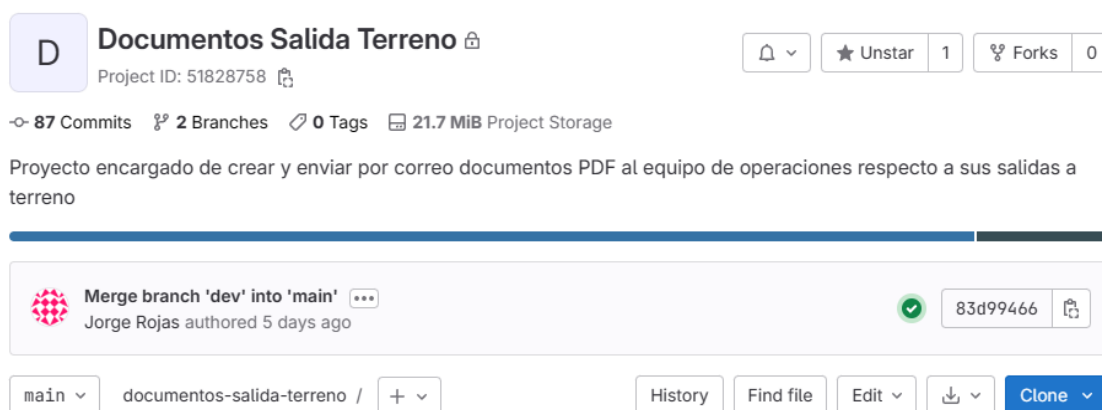 D
Documentos Salida Terreno
Project ID: 51828758
Unstar 1 Forks 0
87 Commits 2 Branches 0 Tags 21.7 MiB Project Storage
Proyecto encargado de crear y enviar por correo documentos PDF al equipo de operaciones respecto a sus salidas a
terreno
Merge branch 'dev' into 'main'
Jorge Rojas authored 5 days ago
83d99466
main documentos-salida-terreno / + History Find file Edit Clone